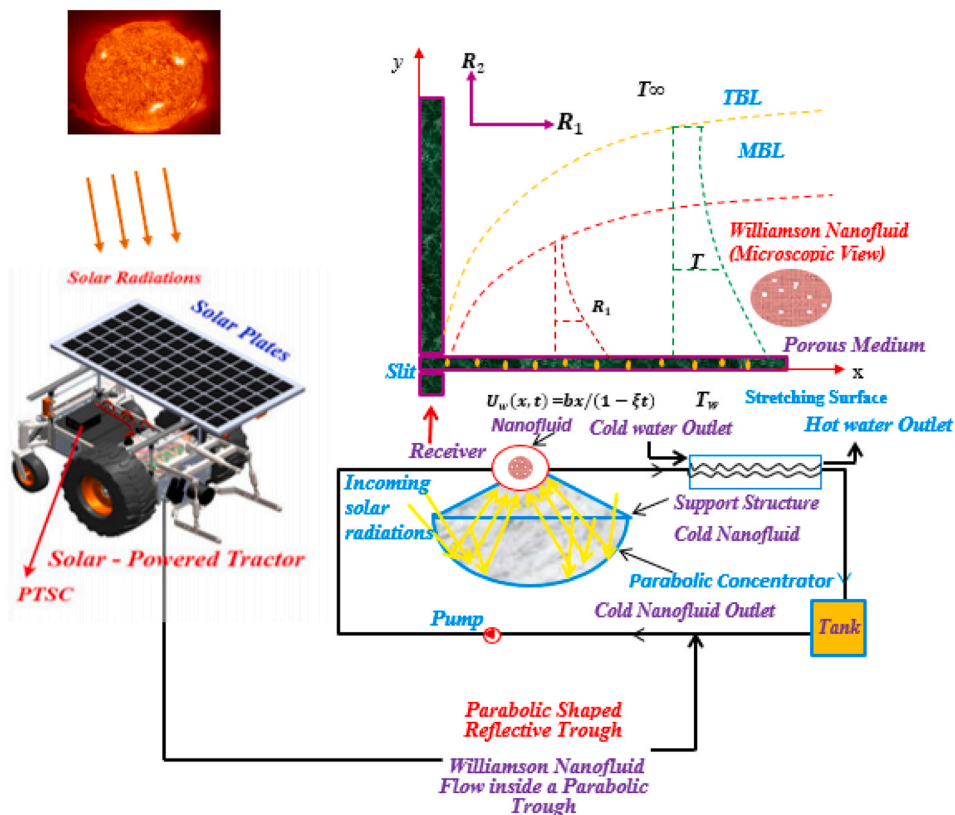 y
R₂
R₁
T∞
TBL
MBL
Williamson Nanofluid
(Microscopic View)
T
R₁
Solar Radiations
Solar Plates
Slit
Porous Medium
x
U_w(x, t) =bx/(1 − ξt)
T_w
Stretching Surface
Nanofluid
Cold water Outlet
Hot water Outlet
Receiver
Incoming
solar
radiations
Support Structure
Cold Nanofluid
Solar - Powered Tractor
PTSC
Parabolic Concentrator
Cold Nanofluid Outlet
Pump
Tank
Parabolic Shaped
Reflective Trough
Williamson Nanofluid
Flow inside a Parabolic
Trough